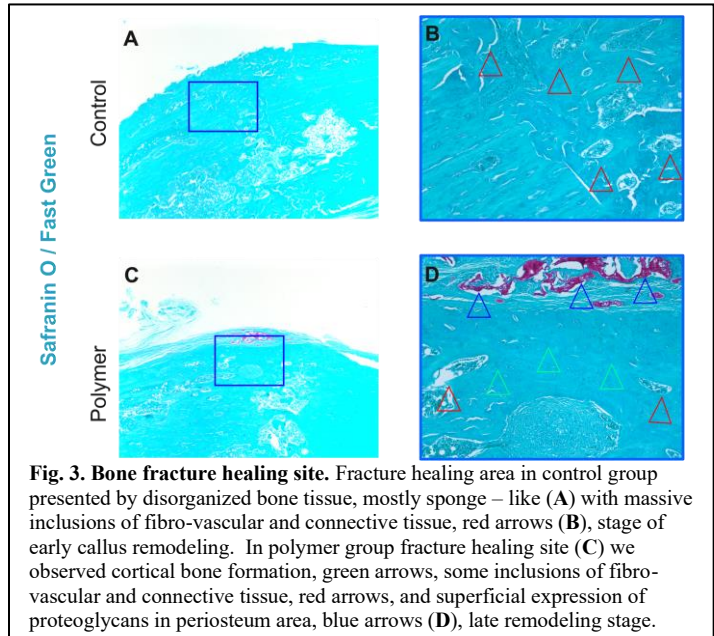 A
B
Control
Safranin O / Fast Green
C
D
Polymer
Fig. 3. Bone fracture healing site. Fracture healing area in control group
presented by disorganized bone tissue, mostly sponge – like (A) with massive
inclusions of fibro-vascular and connective tissue, red arrows (B), stage of
early callus remodeling. In polymer group fracture healing site (C) we
observed cortical bone formation, green arrows, some inclusions of fibro-
vascular and connective tissue, red arrows, and superficial expression of
proteoglycans in periosteum area, blue arrows (D), late remodeling stage.